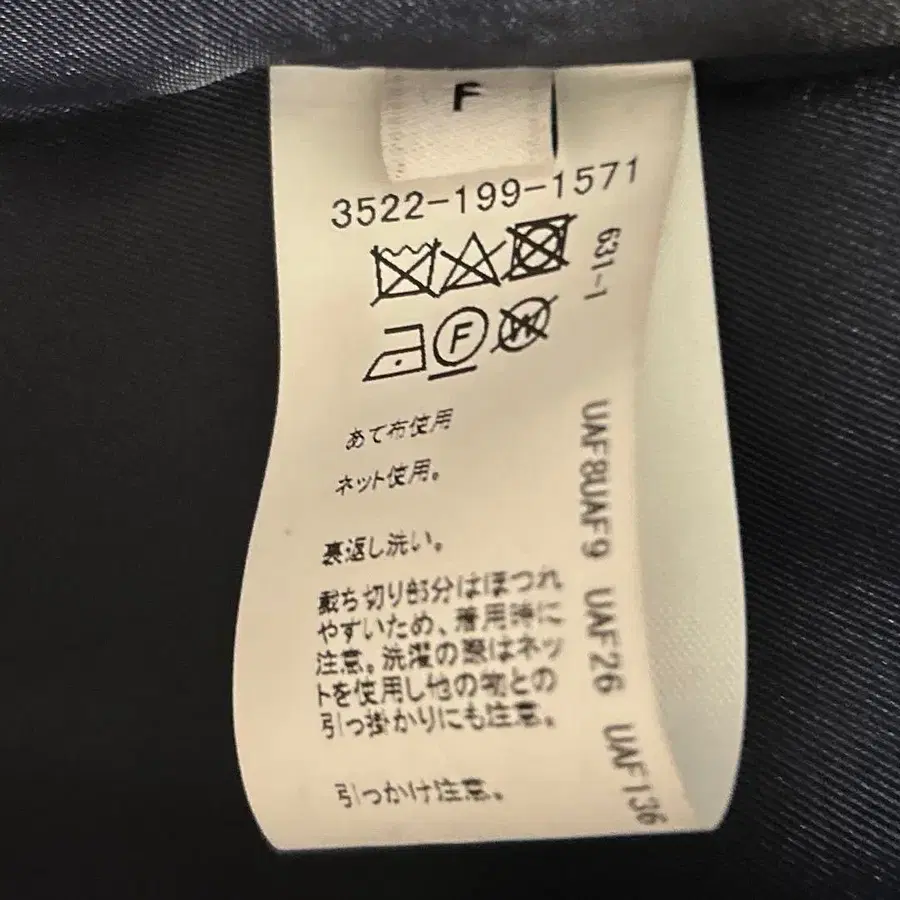 F
3522-199-1571
631-1
F
W
あて布使用
ネット使用。
裏返し洗い。
裁ち切り部分はほつれ
やすいため、着用時に
注意。洗濯の際はネッ
トを使用し他の物との
引っ掛かりにも注意。
引っかけ注意。
UAF8UAF9 UAF26 UAF136